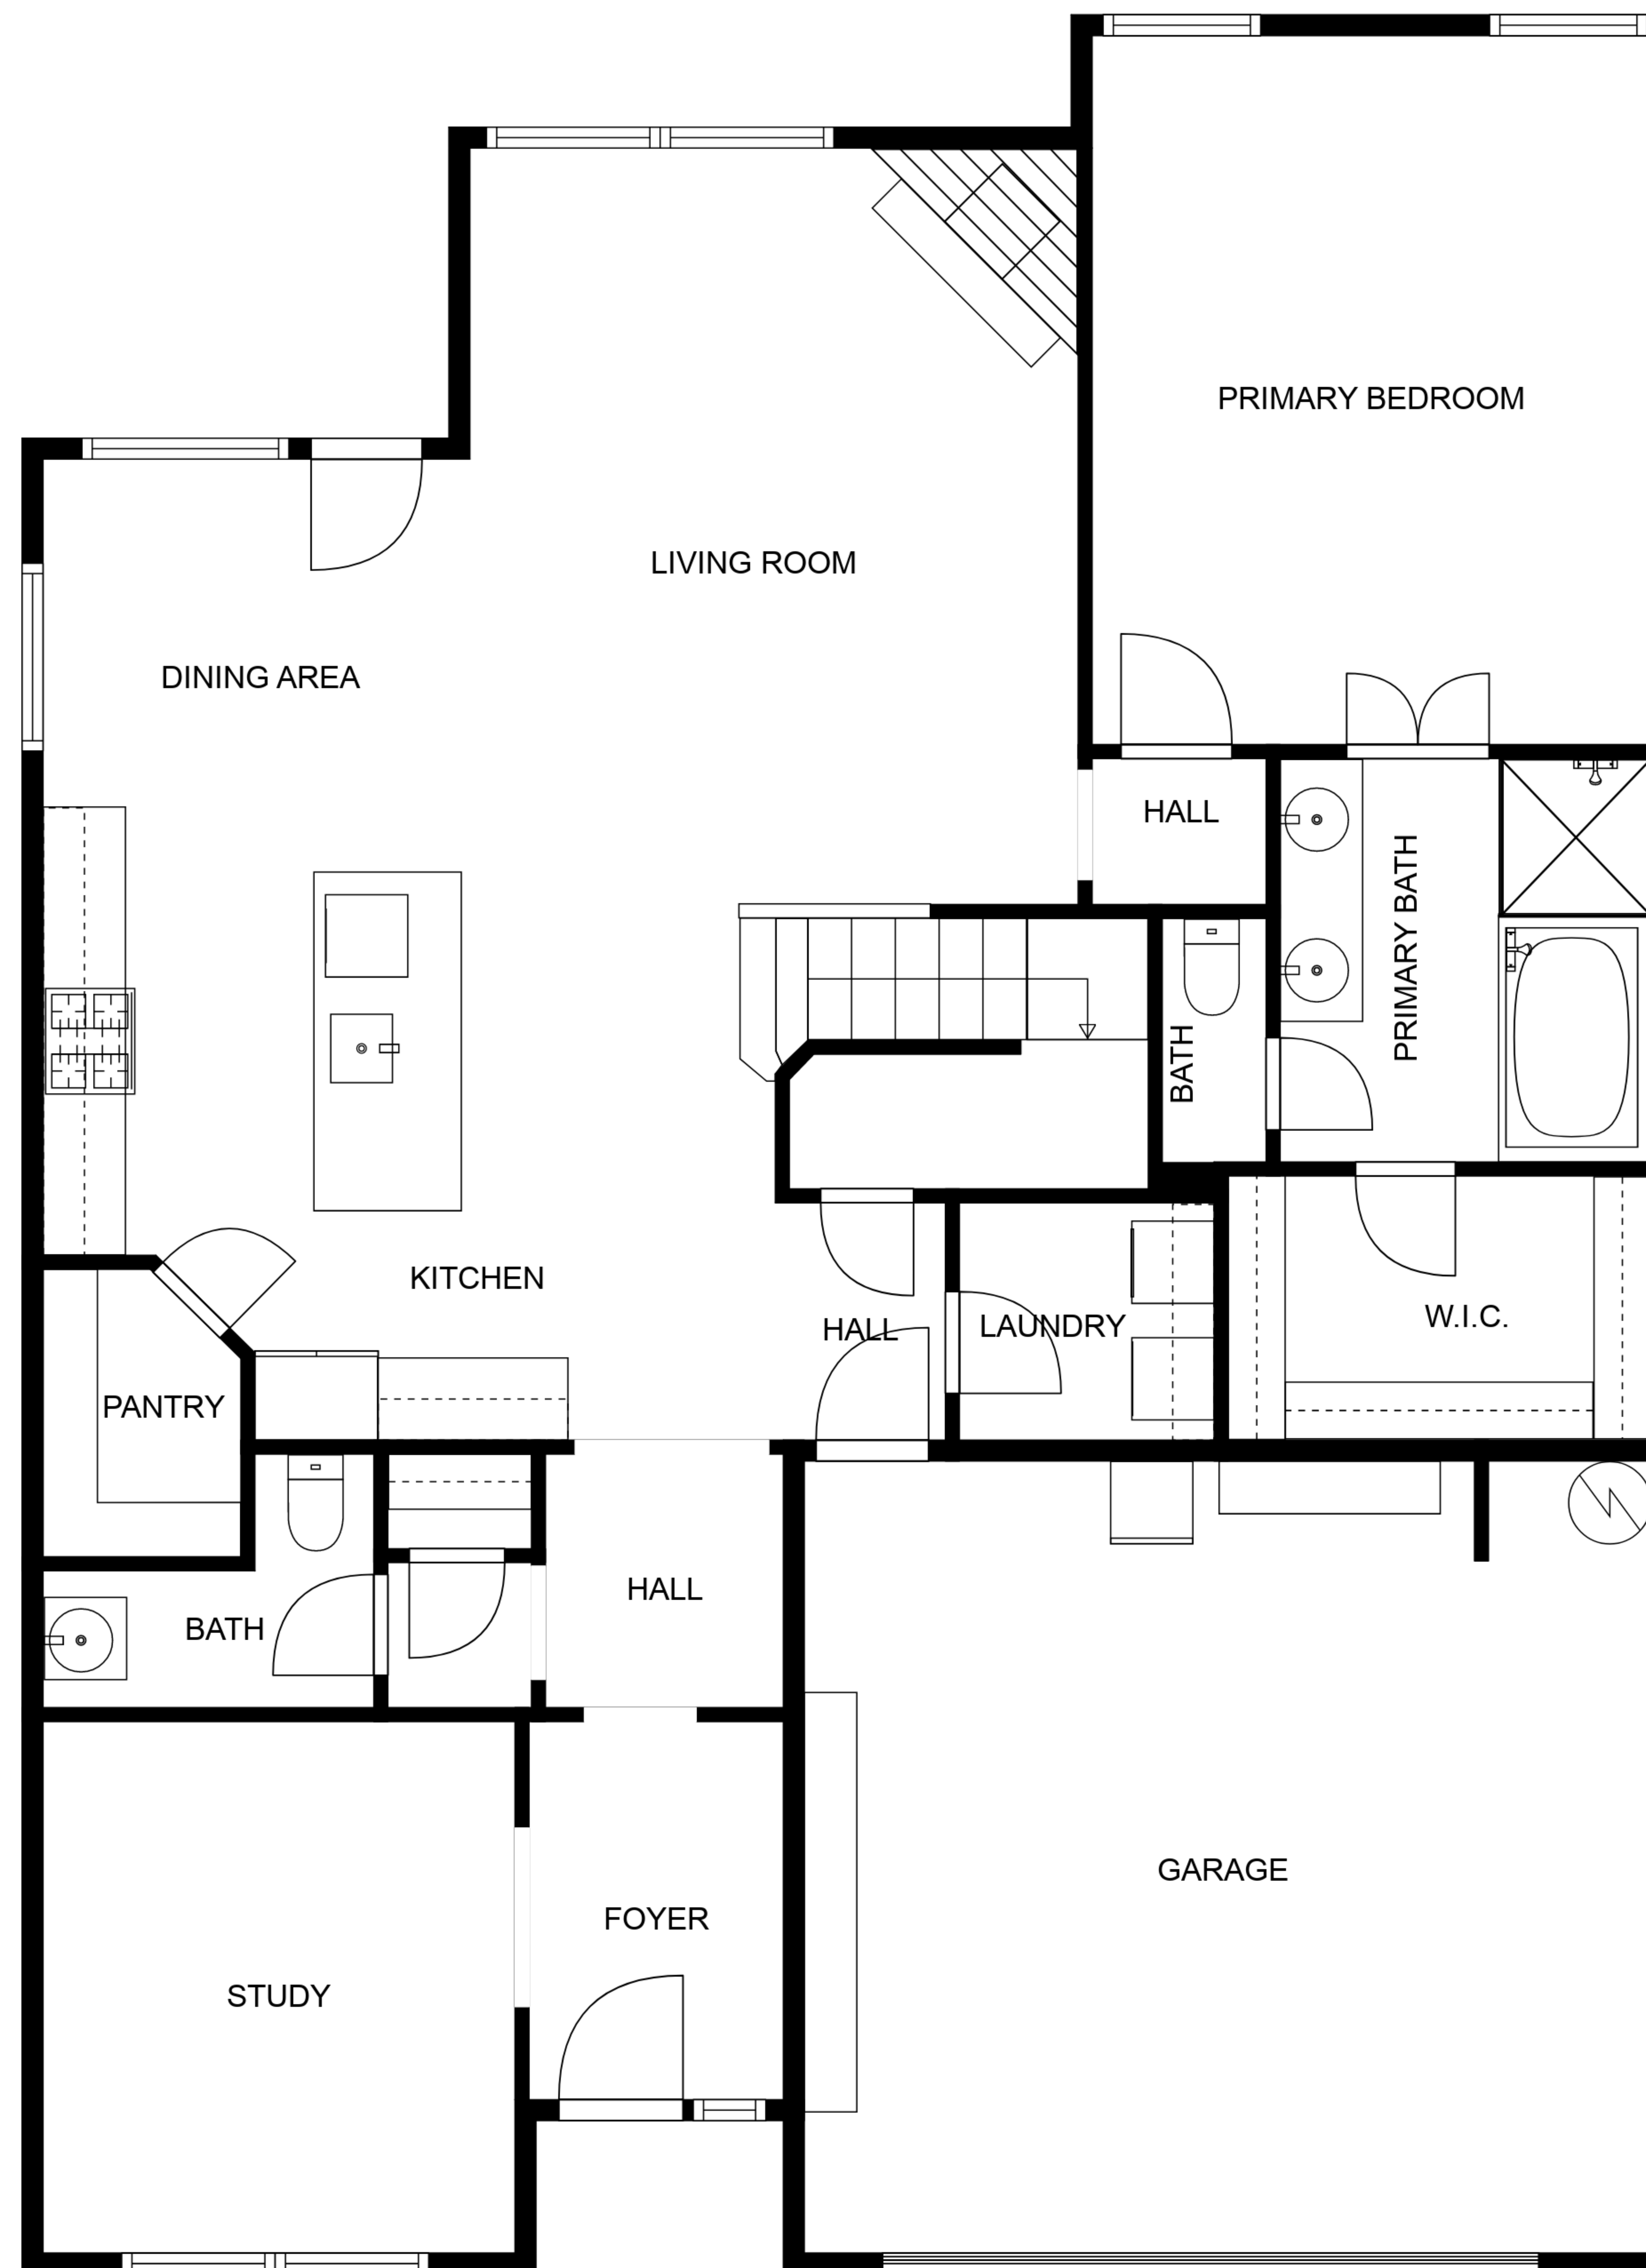 PRIMARY BEDROOM
LIVING ROOM
DINING AREA
HALL
PRIMARY BATH
BATH
KITCHEN
HALL
LAUNDRY
W.I.C.
PANTRY
HALL
BATH
GARAGE
FOYER
STUDY